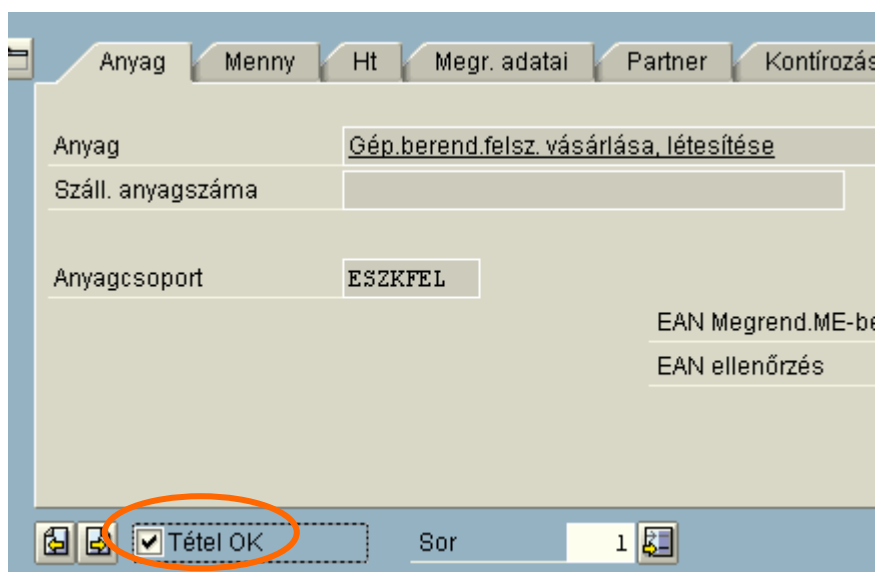 Anyag Menny Ht Megr. adatai Partner Kontírozás
Anyag Gép.berend.felsz. vásárlása, létesítése
Száll. anyagszáma
Anyagcsoport ESZKFEL
EAN Megrend.ME-be
EAN ellenőrzés
Tétel OK Sor 1